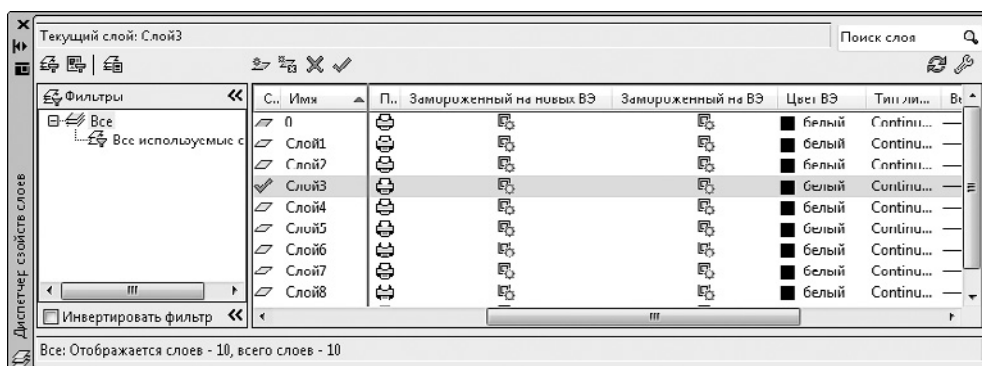 Текущий слой: Слой3
Поиск слоя
Фильтры
Все
Все используемые с
Инвертировать фильтр
С.. Имя П.. Замороженный на новых ВЭ Замороженный на ВЭ Цвет ВЭ Тип ли... Ве
0 белый Continu...
Слой1 белый Continu...
Слой2 белый Continu...
Слой3 белый Continu...
Слой4 белый Continu...
Слой5 белый Continu...
Слой6 белый Continu...
Слой7 белый Continu...
Слой8 белый Continu...
Все: Отображается слоев - 10, всего слоев - 10
Диспетчер свойств слоев